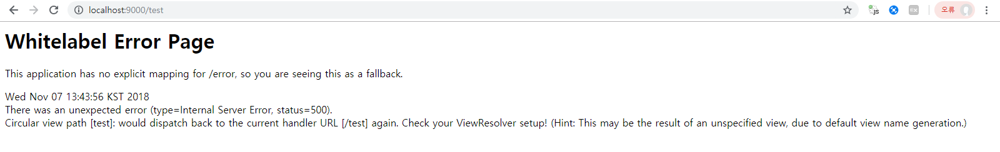 localhost:9000/test
JS
오류
Whitelabel Error Page
This application has no explicit mapping for /error, so you are seeing this as a fallback.
Wed Nov 07 13:43:56 KST 2018
There was an unexpected error (type=Internal Server Error, status=500).
Circular view path [test]: would dispatch back to the current handler URL [/test] again. Check your ViewResolver setup! (Hint: This may be the result of an unspecified view, due to default view name generation.)